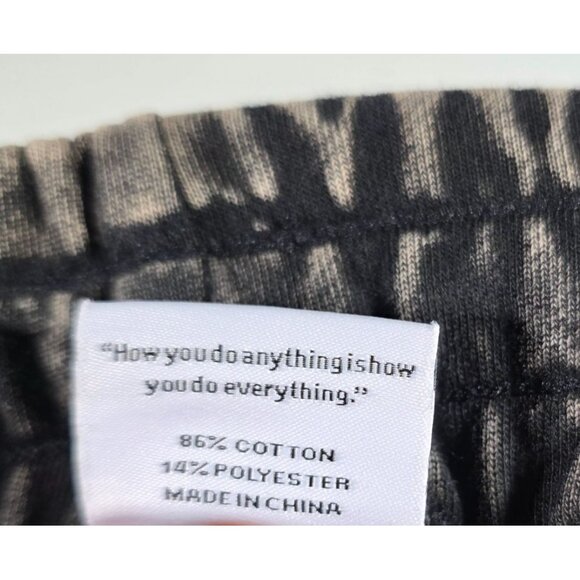 "How you do anything is how
you do everything."
86% COTTON
14% POLYESTER
MADE IN CHINA